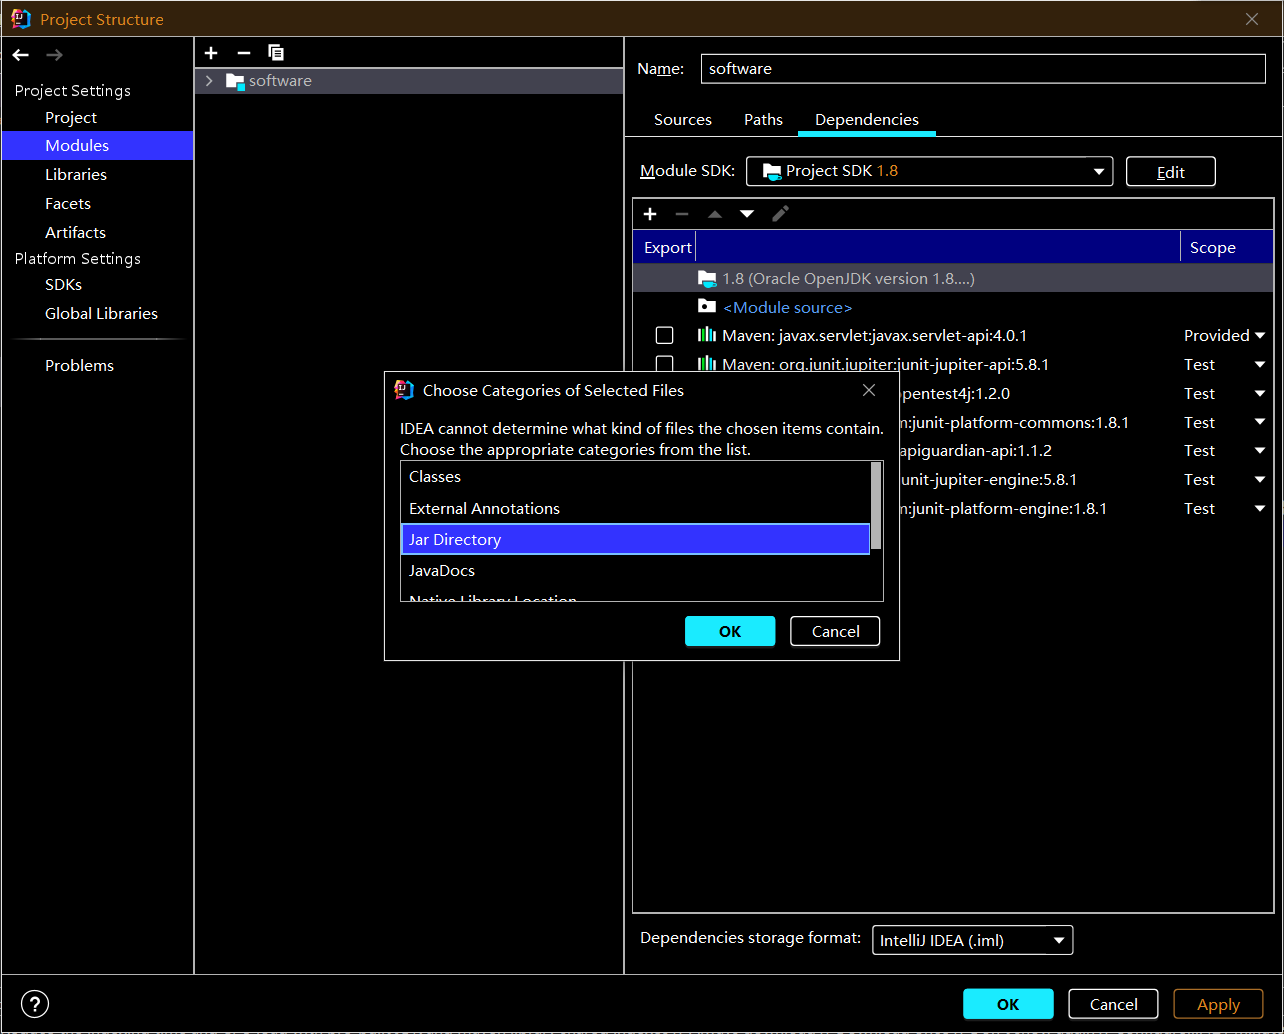 Project Structure
Project Settings
Project
Modules
Libraries
Facets
Artifacts
Platform Settings
SDKs
Global Libraries
Problems
software
Name: software
Sources Paths Dependencies
Module SDK: Project SDK 1.8 Edit
Export Scope
1.8 (Oracle OpenJDK version 1.8....)
<Module source>
Maven: javax.servlet:javax.servlet-api:4.0.1 Provided
Maven: org.junit.jupiter:junit-jupiter-api:5.8.1 Test
pentest4j:1.2.0 Test
n:junit-platform-commons:1.8.1 Test
apiguardian-api:1.1.2 Test
unit-jupiter-engine:5.8.1 Test
n:junit-platform-engine:1.8.1 Test
Choose Categories of Selected Files
IDEA cannot determine what kind of files the chosen items contain.
Choose the appropriate categories from the list.
Classes
External Annotations
Jar Directory
JavaDocs
Native Library Location
OK Cancel
Dependencies storage format: IntelliJ IDEA (.iml)
? OK Cancel Apply